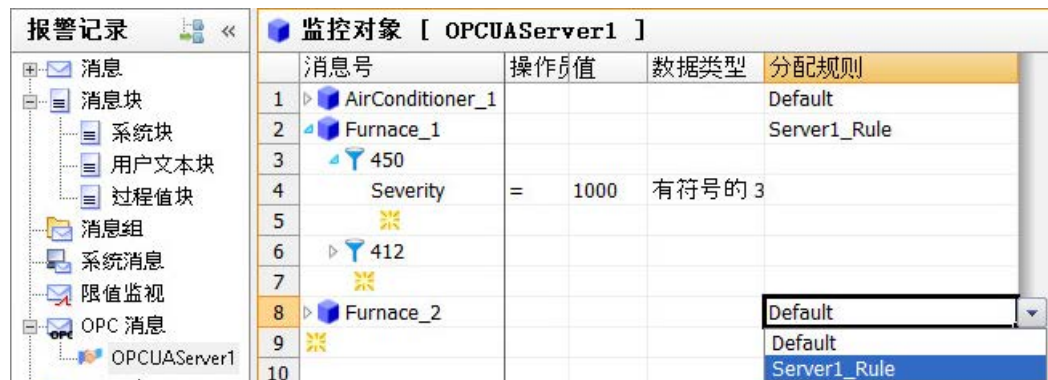 报警记录 «
消息
消息块
系统块
用户文本块
过程值块
消息组
系统消息
限值监视
OPC 消息
OPCUAServer1
监控对象 [ OPCUAServer1 ]
消息号 操作员 值 数据类型 分配规则
1 AirConditioner_1 Default
2 Furnace_1 Server1_Rule
3 450
4 Severity = 1000 有符号的 3
5
6 412
7
8 Furnace_2 Default
9 Default
10 Server1_Rule